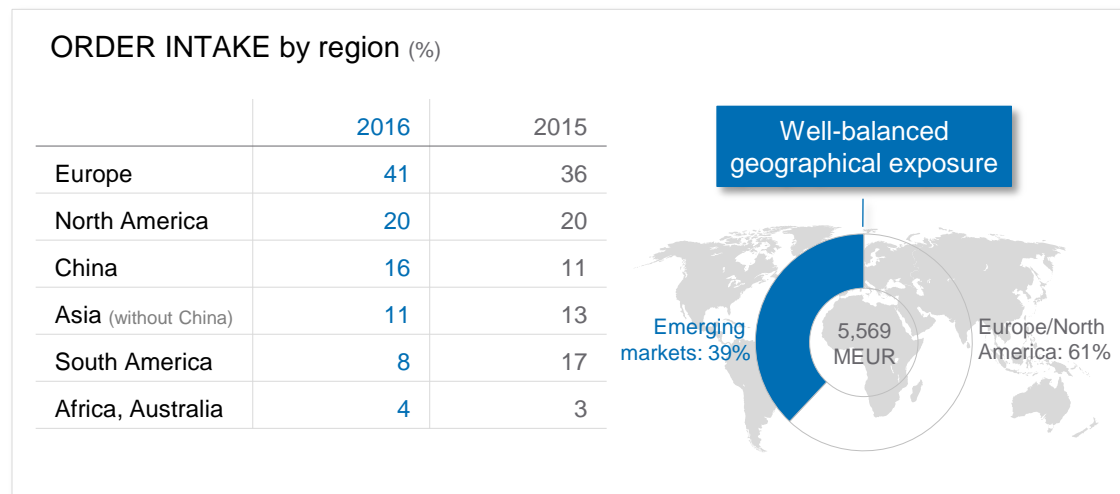 ORDER INTAKE by region (%)
2016 2015
Europe 41 36
North America 20 20
China 16 11
Asia (without China) 11 13
South America 8 17
Africa, Australia 4 3
Well-balanced
geographical exposure
Emerging
markets: 39%
5,569
MEUR
Europe/North
America: 61%